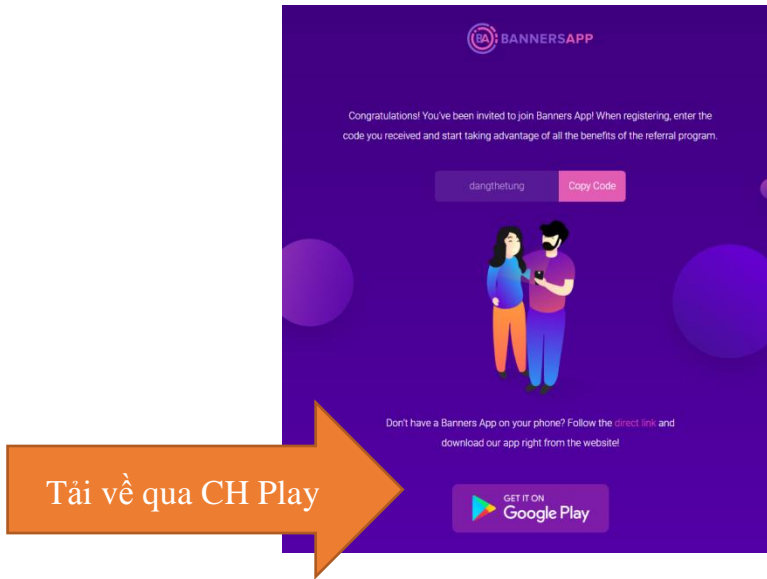 BA BANNERSAPP
Congratulations! You've been invited to join Banners App! When registering, enter the
code you received and start taking advantage of all the benefits of the referral program.
dangthetung Copy Code
Don't have a Banners App on your phone? Follow the direct link and
download our app right from the website!
Tải về qua CH Play
GET IT ON
Google Play